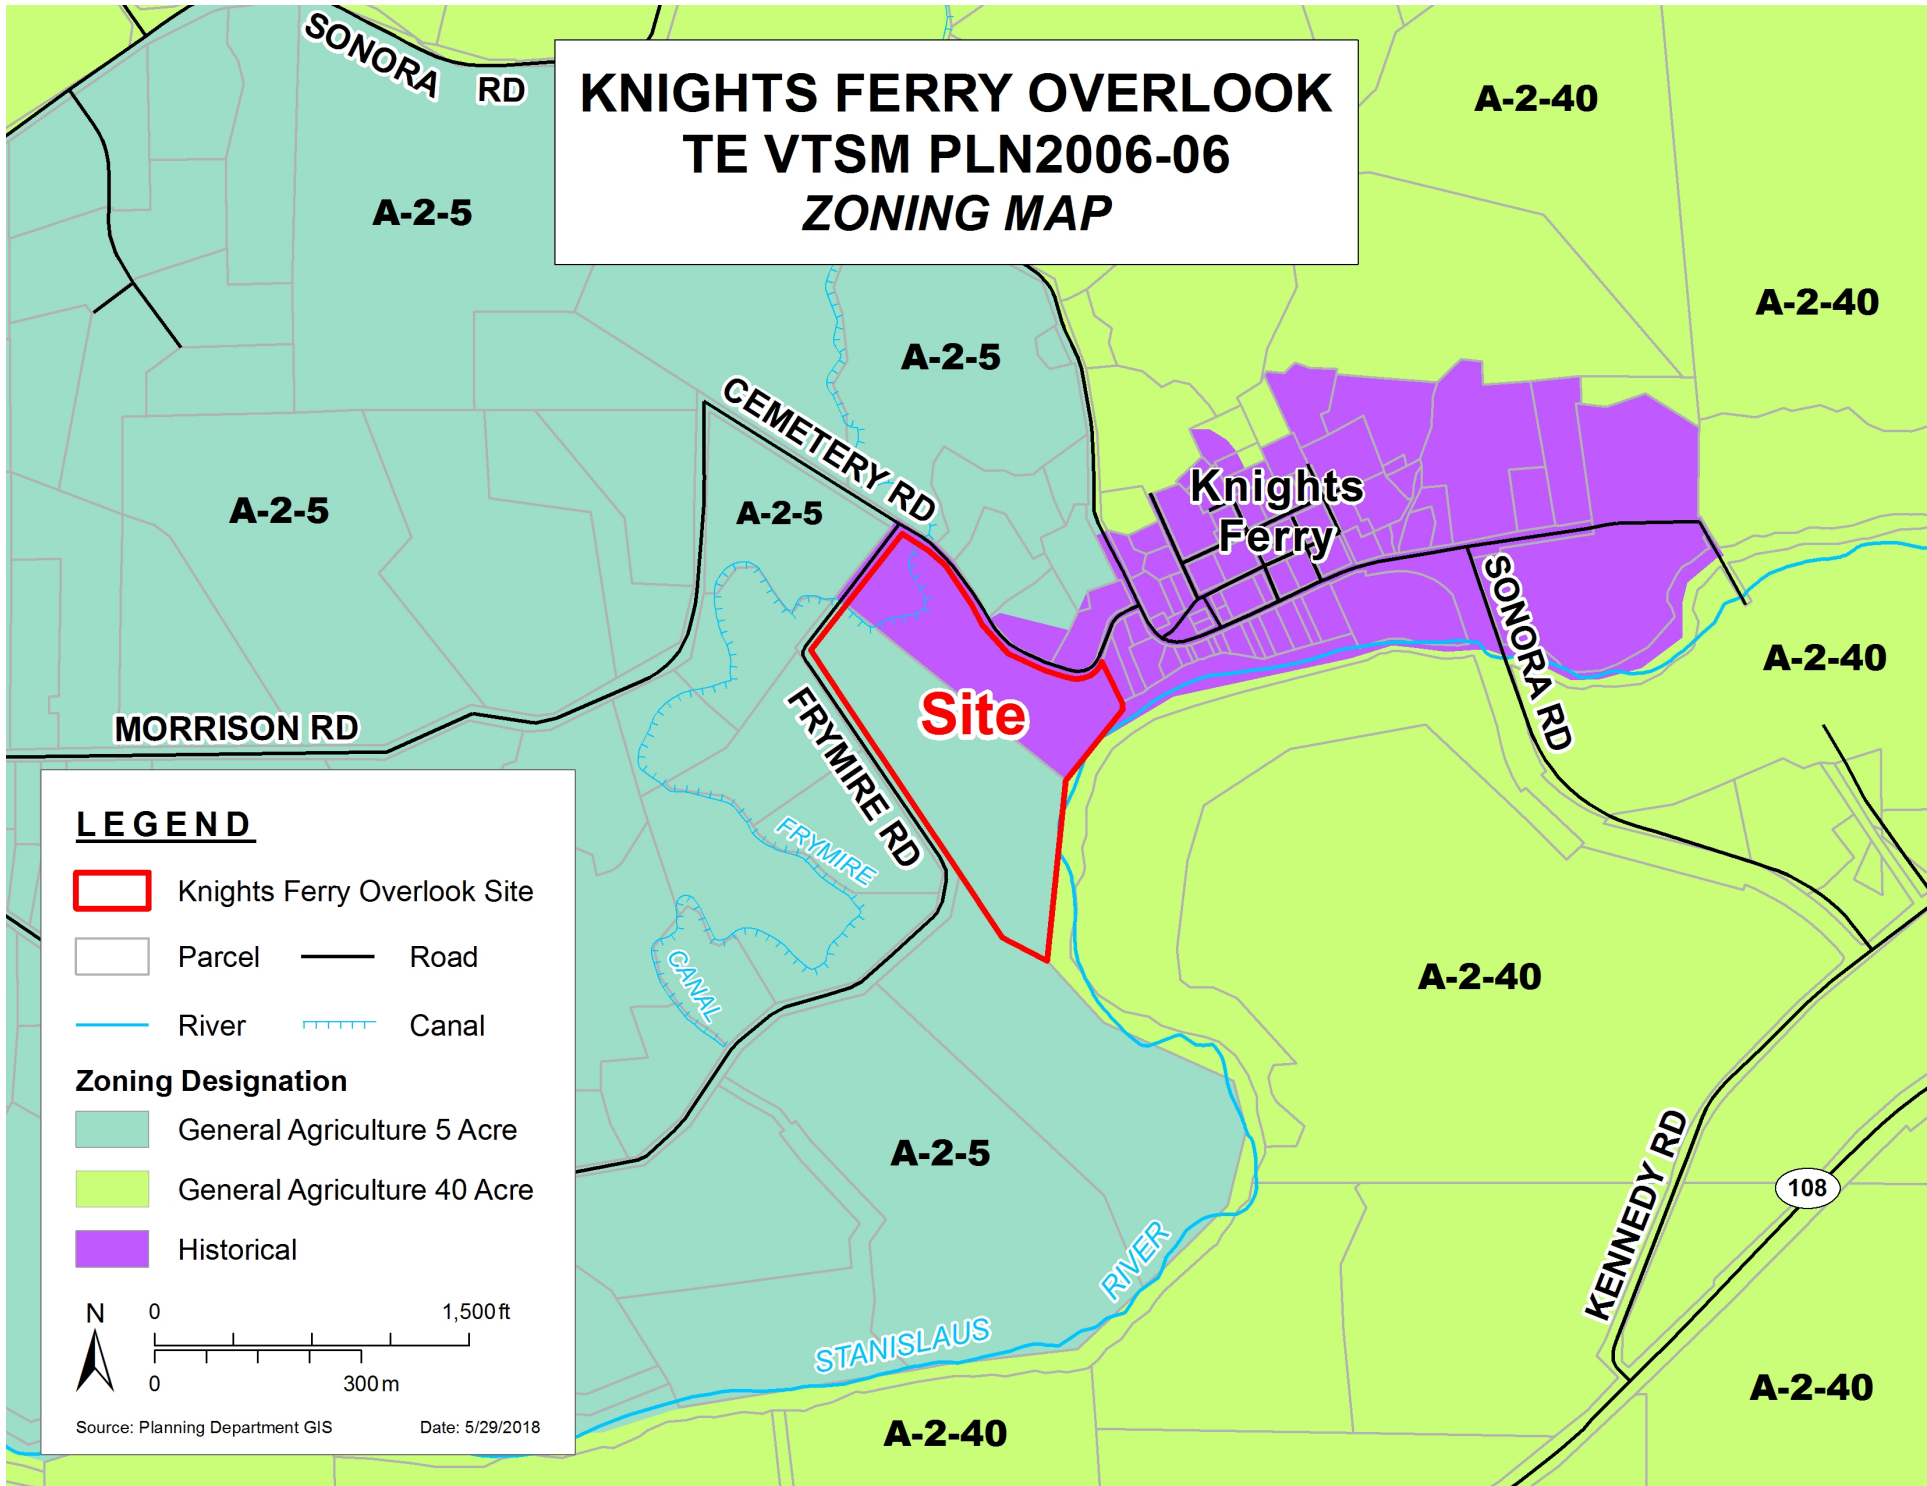 SONORA RD
KNIGHTS FERRY OVERLOOK
TE VTSM PLN2006-06
ZONING MAP
A-2-40
A-2-5
A-2-40
A-2-5
CEMETERY RD
Knights
Ferry
A-2-5
A-2-5
SONORA RD
A-2-40
Site
MORRISON RD
FRYMIRE RD
FRYMIRE
CANAL
A-2-40
A-2-5
KENNEDY RD
108
RIVER
STANISLAUS
A-2-40
A-2-40
LEGEND
Knights Ferry Overlook Site
Parcel Road
River Canal
Zoning Designation
General Agriculture 5 Acre
General Agriculture 40 Acre
Historical
N 0 1,500 ft
0 300 m
Source: Planning Department GIS Date: 5/29/2018